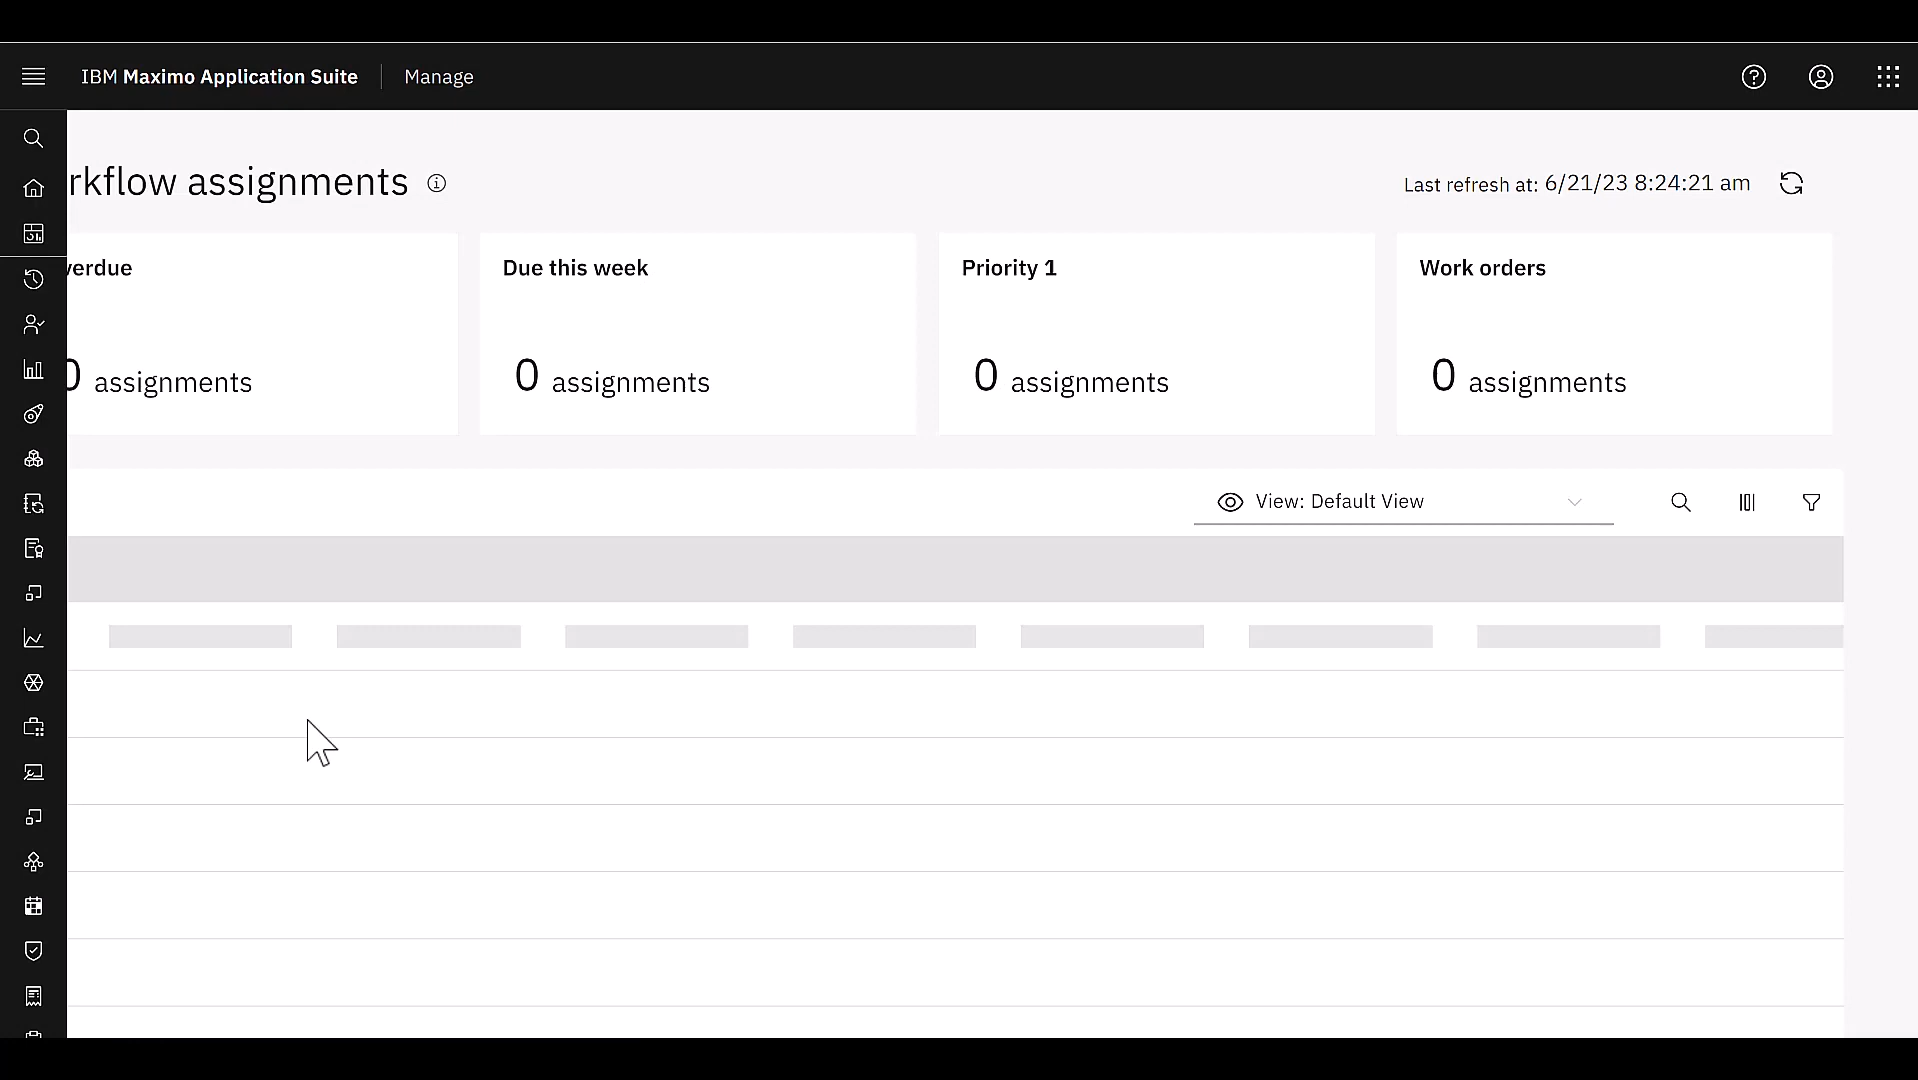 IBM Maximo Application Suite
Manage
rkflow assignments
Last refresh at: 6/21/23 8:24:21 am
verdue
Due this week
Priority 1
Work orders
0 assignments
0 assignments
0 assignments
0 assignments
View: Default View